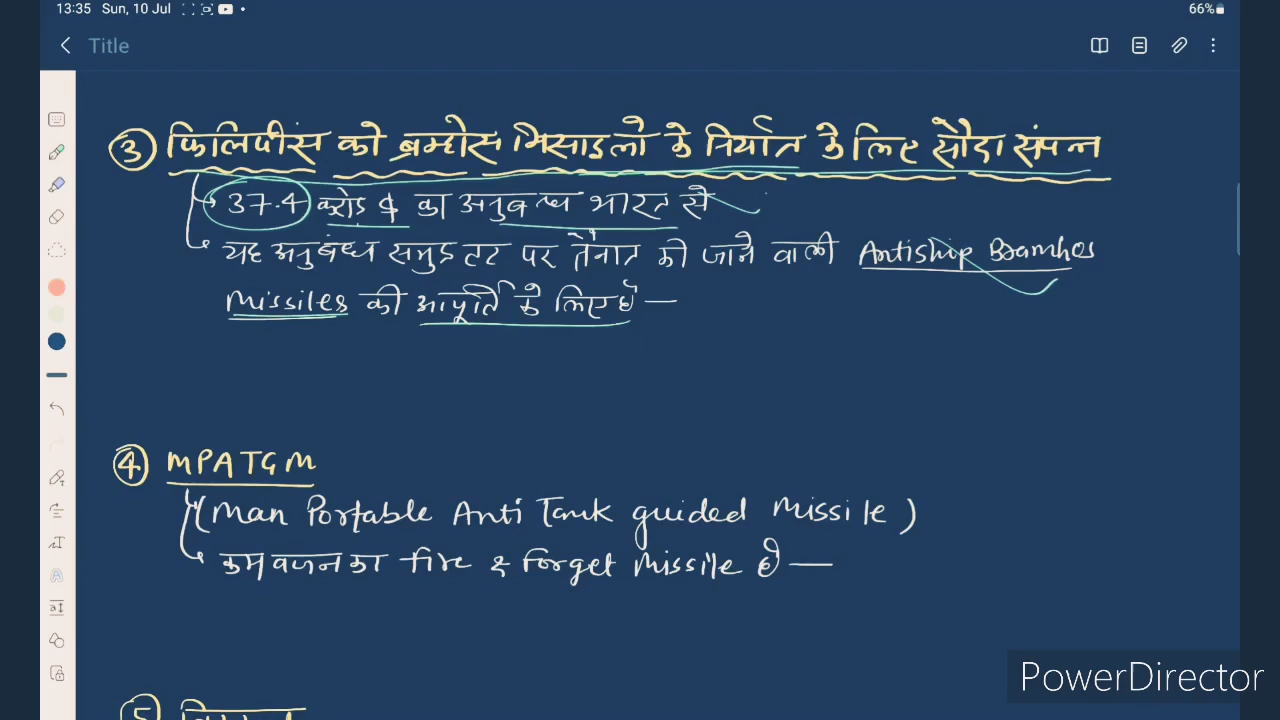 13:35 Sun, 10 Jul
66%
Title
③ फिलिपींस को ब्रम्होस मिसाइलों के निर्यात के लिए सौदा संपन्न
37.4 करोड $ का अनुबन्ध भारत से
यह अनुबंध समुद्र तट पर तैनात की जाने वाली Antiship Bramhos
Missiles की आपूर्ति के लिए है —
④ MPATGM
(Man Portable Anti Tank guided Missile)
कम वजन का fire & Forget Missile है —
⑤
PowerDirector